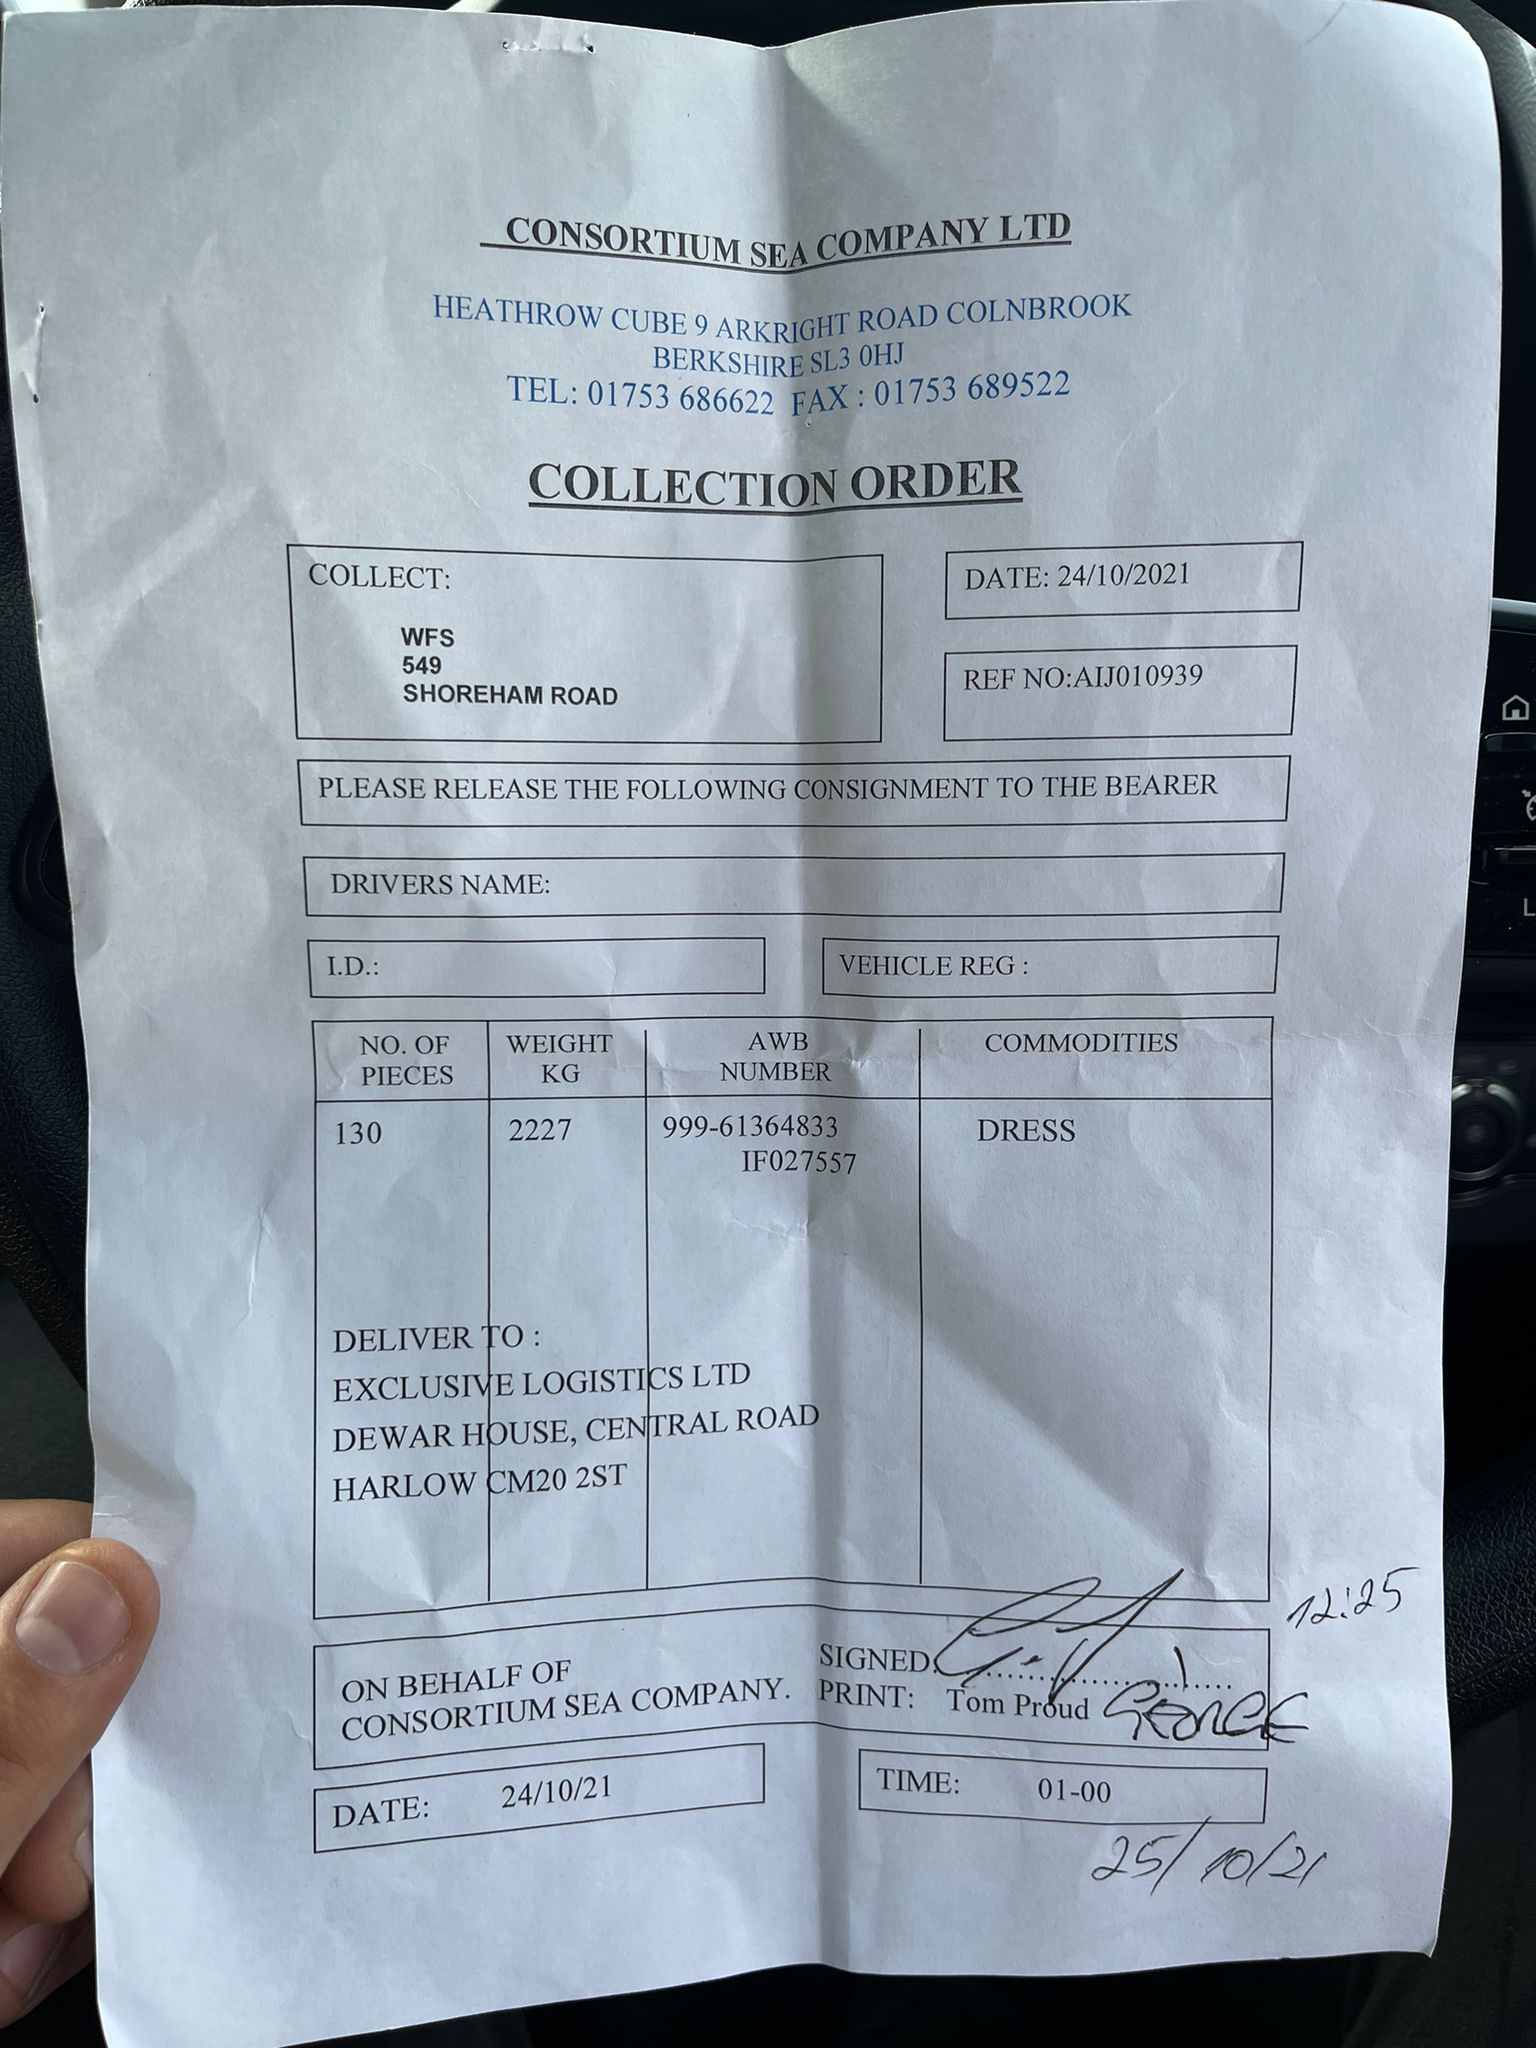 CONSORTIUM SEA COMPANY LTD
HEATHROW CUBE 9 ARKRIGHT ROAD COLNBROOK
BERKSHIRE SL3 0HJ
TEL: 01753 686622 FAX : 01753 689522
COLLECTION ORDER
COLLECT:
WFS
549
SHOREHAM ROAD
DATE: 24/10/2021
REF NO:AIJ010939
PLEASE RELEASE THE FOLLOWING CONSIGNMENT TO THE BEARER
DRIVERS NAME:
I.D.:
VEHICLE REG :
NO. OF
PIECES
WEIGHT
KG
AWB
NUMBER
COMMODITIES
130
2227
999-61364833
IF027557
DRESS
DELIVER TO :
EXCLUSIVE LOGISTICS LTD
DEWAR HOUSE, CENTRAL ROAD
HARLOW CM20 2ST
12:25
ON BEHALF OF
CONSORTIUM SEA COMPANY.
SIGNED:....................................
PRINT: Tom Proud GEORGE
DATE: 24/10/21
TIME: 01-00
25/10/21